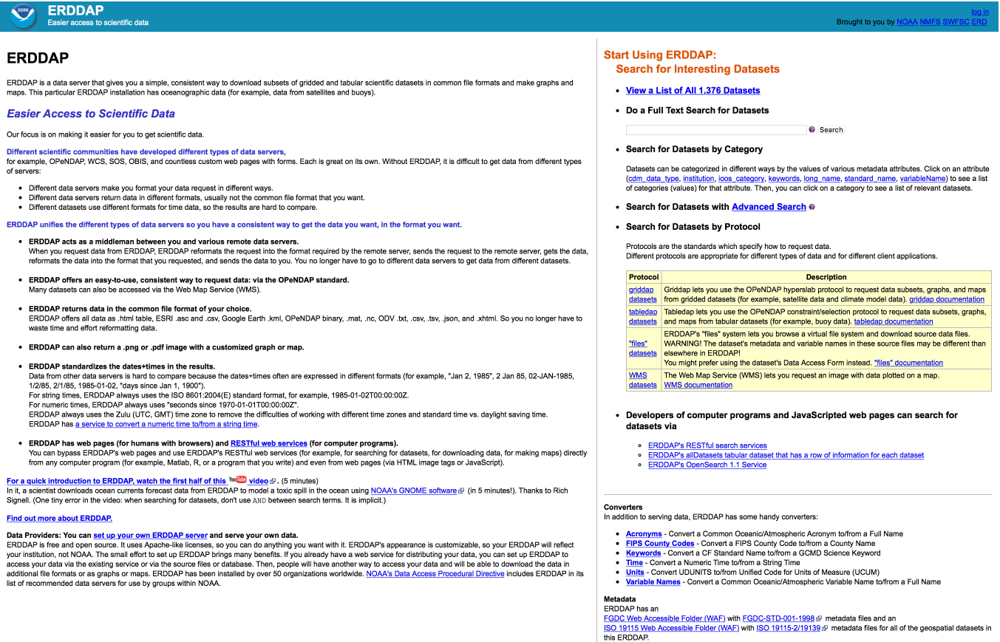 NOAA
ERDDAP
Easier access to scientific data
log in
Brought to you by NOAA NMFS SWFSC ERD
ERDDAP
ERDDAP is a data server that gives you a simple, consistent way to download subsets of gridded and tabular scientific datasets in common file formats and make graphs and
maps. This particular ERDDAP installation has oceanographic data (for example, data from satellites and buoys).
Easier Access to Scientific Data
Our focus is on making it easier for you to get scientific data.
Different scientific communities have developed different types of data servers,
for example, OPeNDAP, WCS, SOS, OBIS, and countless custom web pages with forms. Each is great on its own. Without ERDDAP, it is difficult to get data from different types
of servers:
• Different data servers make you format your data request in different ways.
• Different data servers return data in different formats, usually not the common file format that you want.
• Different datasets use different formats for time data, so the results are hard to compare.
ERDDAP unifies the different types of data servers so you have a consistent way to get the data you want, in the format you want.
• ERDDAP acts as a middleman between you and various remote data servers.
When you request data from ERDDAP, ERDDAP reformats the request into the format required by the remote server, sends the request to the remote server, gets the data,
reformats the data into the format that you requested, and sends the data to you. You no longer have to go to different data servers to get data from different datasets.
• ERDDAP offers an easy-to-use, consistent way to request data: via the OPeNDAP standard.
Many datasets can also be accessed via the Web Map Service (WMS).
• ERDDAP returns data in the common file format of your choice.
ERDDAP offers all data as .html table, ESRI .asc and .csv, Google Earth .kml, OPeNDAP binary, .mat, .nc, ODV .txt, .csv, .tsv, .json, and .xhtml. So you no longer have to
waste time and effort reformatting data.
• ERDDAP can also return a .png or .pdf image with a customized graph or map.
• ERDDAP standardizes the dates+times in the results.
Data from other data servers is hard to compare because the dates+times often are expressed in different formats (for example, "Jan 2, 1985", 2 Jan 85, 02-JAN-1985,
1/2/85, 2/1/85, 1985-01-02, "days since Jan 1, 1900").
For string times, ERDDAP always uses the ISO 8601:2004(E) standard format, for example, 1985-01-02T00:00:00Z.
For numeric times, ERDDAP always uses "seconds since 1970-01-01T00:00:00Z".
ERDDAP always uses the Zulu (UTC, GMT) time zone to remove the difficulties of working with different time zones and standard time vs. daylight saving time.
ERDDAP has a service to convert a numeric time to/from a string time.
• ERDDAP has web pages (for humans with browsers) and RESTful web services (for computer programs).
You can bypass ERDDAP's web pages and use ERDDAP's RESTful web services (for example, for searching for datasets, for downloading data, for making maps) directly
from any computer program (for example, Matlab, R, or a program that you write) and even from web pages (via HTML image tags or JavaScript).
For a quick introduction to ERDDAP, watch the first half of this YouTube video. (5 minutes)
In it, a scientist downloads ocean currents forecast data from ERDDAP to model a toxic spill in the ocean using NOAA's GNOME software (in 5 minutes!). Thanks to Rich
Signell. (One tiny error in the video: when searching for datasets, don't use AND between search terms. It is implicit.)
Find out more about ERDDAP.
Data Providers: You can set up your own ERDDAP server and serve your own data.
ERDDAP is free and open source. It uses Apache-like licenses, so you can do anything you want with it. ERDDAP's appearance is customizable, so your ERDDAP will reflect
your institution, not NOAA. The small effort to set up ERDDAP brings many benefits. If you already have a web service for distributing your data, you can set up ERDDAP to
access your data via the existing service or via the source files or database. Then, people will have another way to access your data and will be able to download the data in
additional file formats or as graphs or maps. ERDDAP has been installed by over 50 organizations worldwide. NOAA's Data Access Procedural Directive includes ERDDAP in its
list of recommended data servers for use by groups within NOAA.
Start Using ERDDAP:
Search for Interesting Datasets
• View a List of All 1,376 Datasets
• Do a Full Text Search for Datasets
? Search
• Search for Datasets by Category
Datasets can be categorized in different ways by the values of various metadata attributes. Click on an attribute
(cdm_data_type, institution, ioos_category, keywords, long_name, standard_name, variableName) to see a list
of categories (values) for that attribute. Then, you can click on a category to see a list of relevant datasets.
• Search for Datasets with Advanced Search ?
• Search for Datasets by Protocol
Protocols are the standards which specify how to request data.
Different protocols are appropriate for different types of data and for different client applications.
Protocol Description
griddap Griddap lets you use the OPeNDAP hyperslab protocol to request data subsets, graphs, and maps
datasets from gridded datasets (for example, satellite data and climate model data). griddap documentation
tabledap Tabledap lets you use the OPeNDAP constraint/selection protocol to request data subsets, graphs,
datasets and maps from tabular datasets (for example, buoy data). tabledap documentation
ERDDAP's "files" system lets you browse a virtual file system and download source data files.
"files" WARNING! The dataset's metadata and variable names in these source files may be different than
datasets elsewhere in ERDDAP!
You might prefer using the dataset's Data Access Form instead. "files" documentation
WMS The Web Map Service (WMS) lets you request an image with data plotted on a map.
datasets WMS documentation
• Developers of computer programs and JavaScripted web pages can search for
datasets via
ERDDAP's RESTful search services
ERDDAP's allDatasets tabular dataset that has a row of information for each dataset
ERDDAP's OpenSearch 1.1 Service
Converters
In addition to serving data, ERDDAP has some handy converters:
• Acronyms - Convert a Common Oceanic/Atmospheric Acronym to/from a Full Name
• FIPS County Codes - Convert a FIPS County Code to/from a County Name
• Keywords - Convert a CF Standard Name to/from a GCMD Science Keyword
• Time - Convert a Numeric Time to/from a String Time
• Units - Convert UDUNITS to/from Unified Code for Units of Measure (UCUM)
• Variable Names - Convert a Common Oceanic/Atmospheric Variable Name to/from a Full Name
Metadata
ERDDAP has an
FGDC Web Accessible Folder (WAF) with FGDC-STD-001-1998 metadata files and an
ISO 19115 Web Accessible Folder (WAF) with ISO 19115-2/19139 metadata files for all of the geospatial datasets in
this ERDDAP.